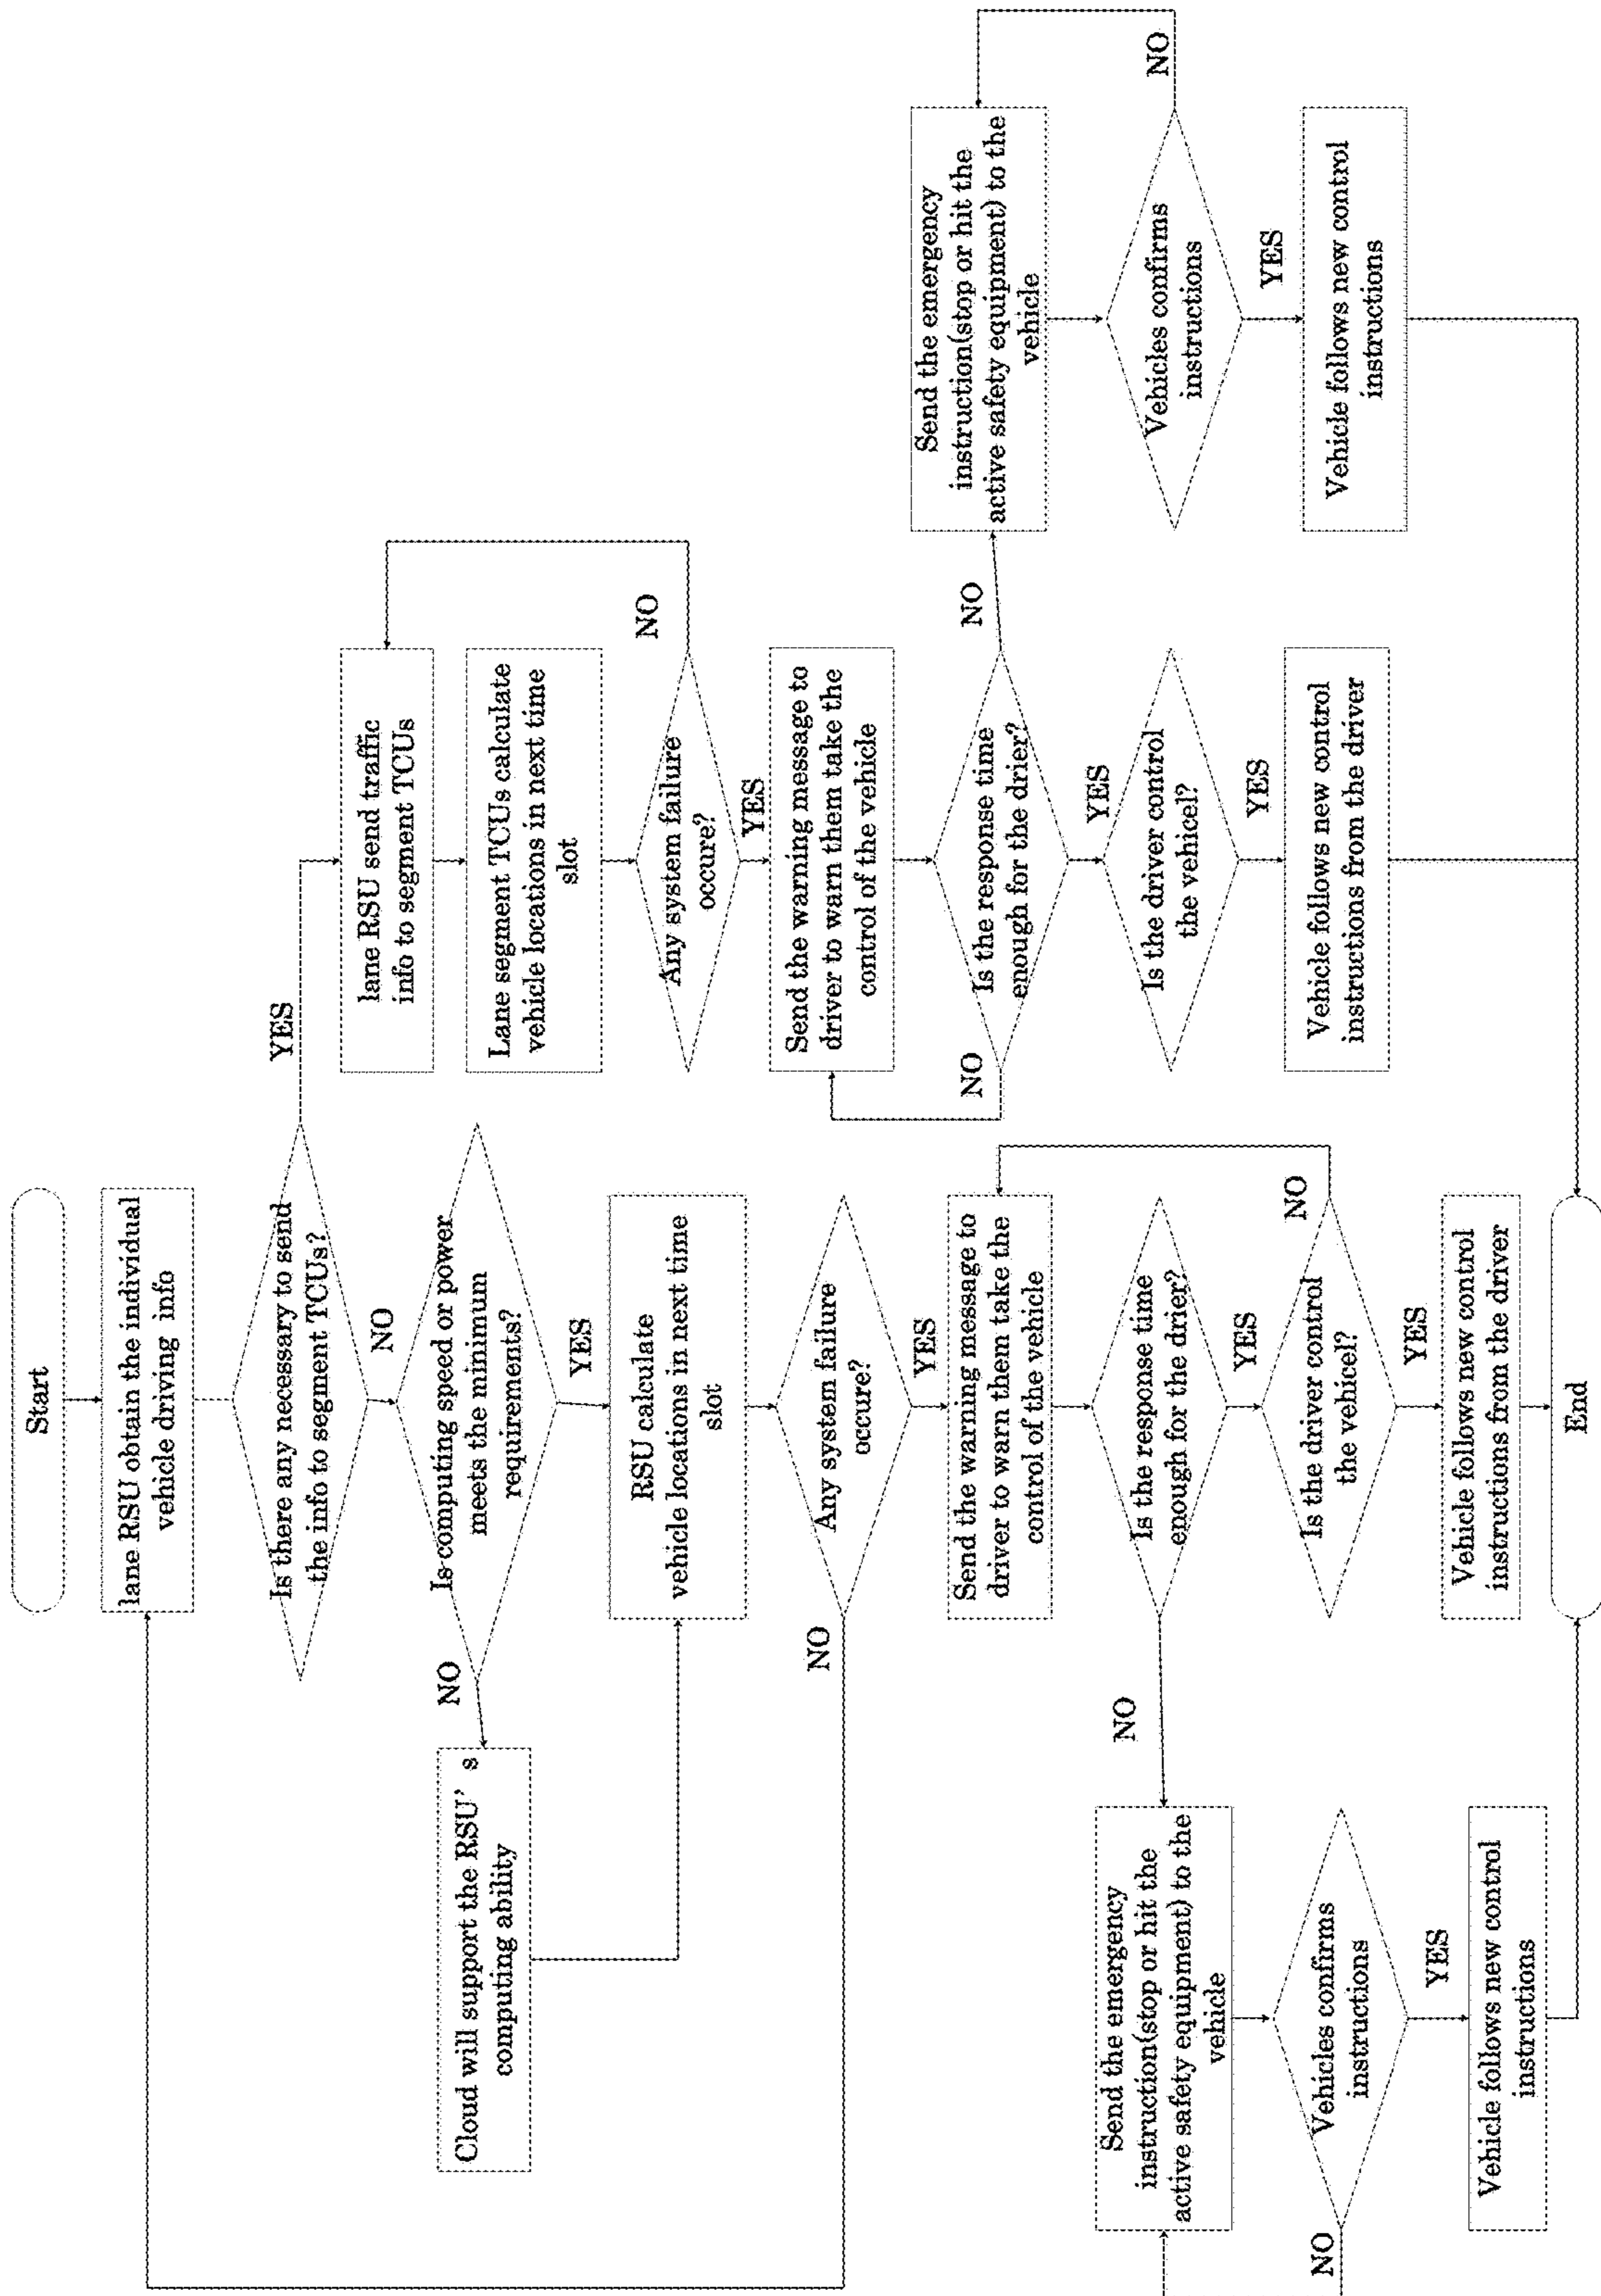 Start
lane RSU obtain the individual
vehicle driving info
Is there any necessary to send
the info to segment TCUs?
YES
NO
Is computing speed or power
meets the minimum
requirements?
NO
YES
Cloud will support the RSU' s
computing ability
RSU calculate
vehicle locations in next time
slot
Any system failure
occure?
NO
YES
Send the warning message to
driver to warn them take the
control of the vehicle
Is the response time
enough for the drier?
NO
YES
Is the driver control
the vehicel?
NO
YES
Vehicle follows new control
instructions from the driver
End
Send the emergency
instruction(stop or hit the
active safety equipment) to the
vehicle
Vehicles confirms
instructions
NO
YES
Vehicle follows new control
instructions
lane RSU send traffic
info to segment TCUs
Lane segment TCUs calculate
vehicle locations in next time
slot
Any system failure
occure?
NO
YES
Send the warning message to
driver to warn them take the
control of the vehicle
Is the response time
enough for the drier?
NO
NO
YES
Is the driver control
the vehicel?
YES
Vehicle follows new control
instructions from the driver
Send the emergency
instruction(stop or hit the
active safety equipment) to the
vehicle
Vehicles confirms
instructions
NO
YES
Vehicle follows new control
instructions